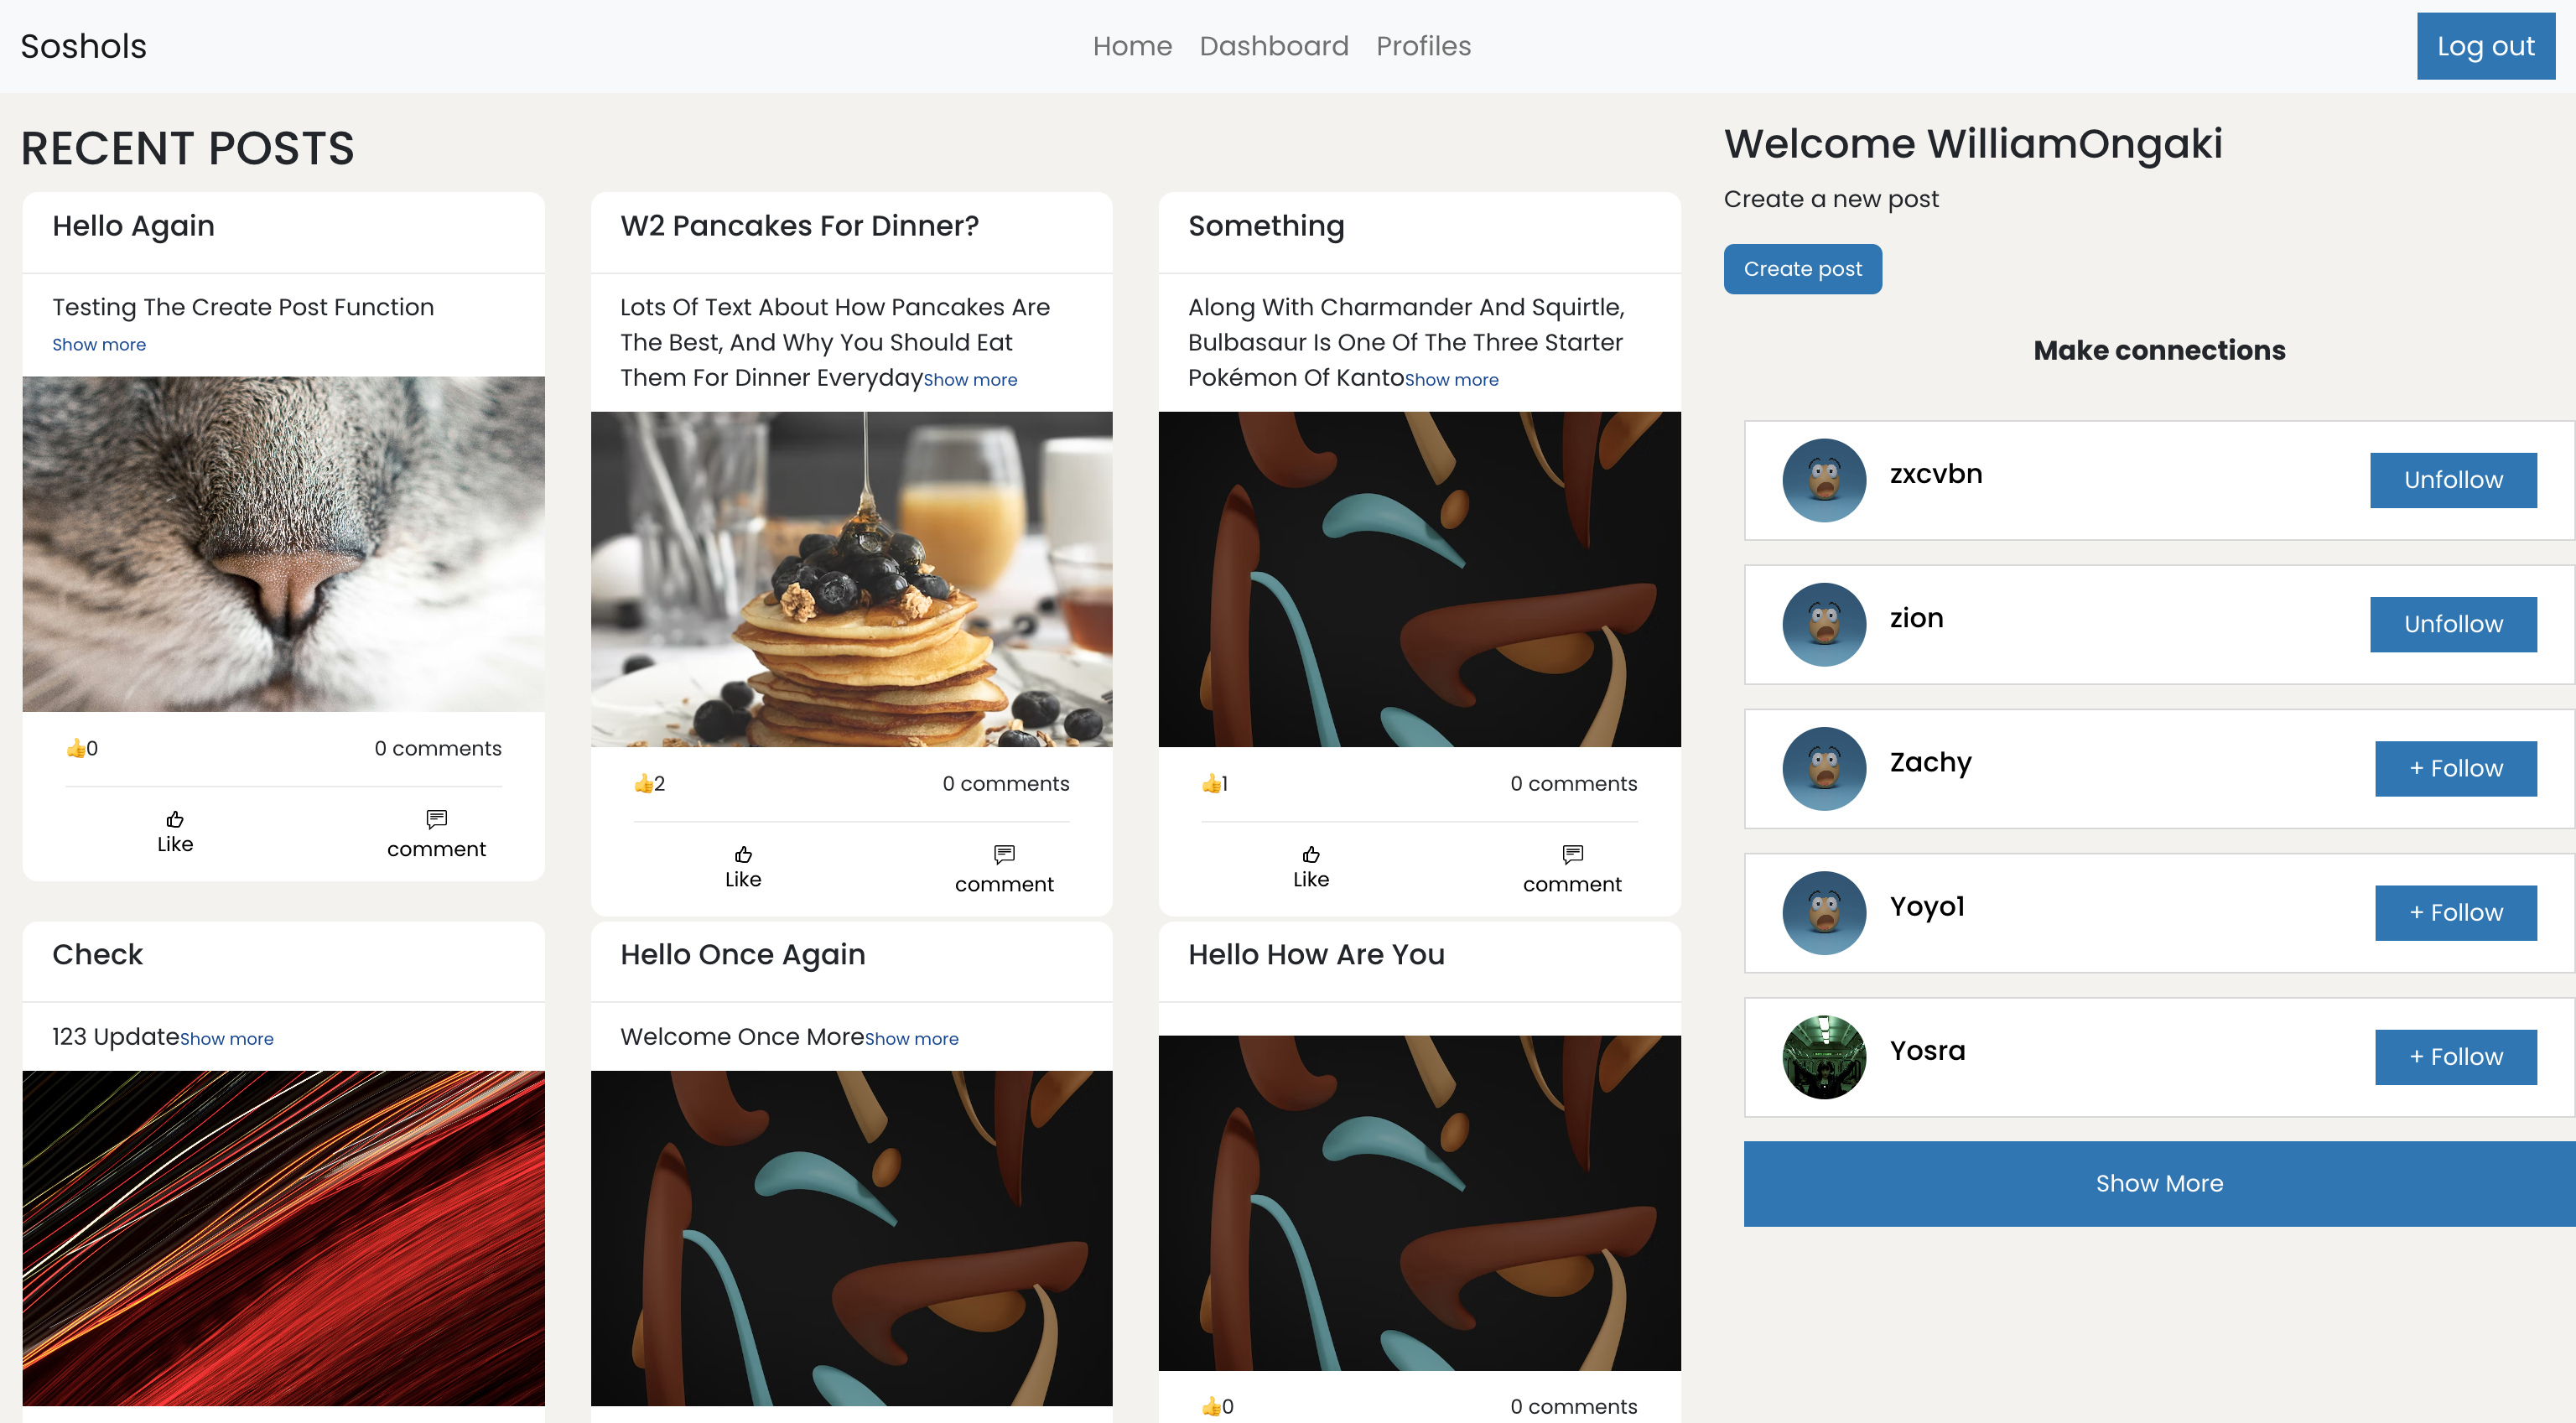 Soshols
Home Dashboard Profiles
Log out
RECENT POSTS
Hello Again
Testing The Create Post Function
Show more
👍0 0 comments
Like comment
W2 Pancakes For Dinner?
Lots Of Text About How Pancakes Are
The Best, And Why You Should Eat
Them For Dinner EverydayShow more
👍2 0 comments
Like comment
Something
Along With Charmander And Squirtle,
Bulbasaur Is One Of The Three Starter
Pokémon Of KantoShow more
👍1 0 comments
Like comment
Check
123 UpdateShow more
Hello Once Again
Welcome Once MoreShow more
Hello How Are You
👍0 0 comments
Welcome WilliamOngaki
Create a new post
Create post
Make connections
zxcvbn Unfollow
zion Unfollow
Zachy + Follow
Yoyo1 + Follow
Yosra + Follow
Show More